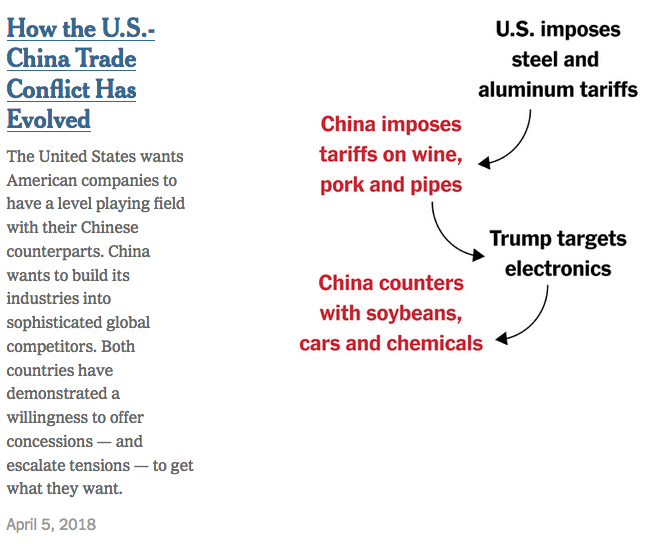 How the U.S.-
China Trade
Conflict Has
Evolved
The United States wants
American companies to
have a level playing field
with their Chinese
counterparts. China
wants to build its
industries into
sophisticated global
competitors. Both
countries have
demonstrated a
willingness to offer
concessions — and
escalate tensions — to get
what they want.
April 5, 2018
U.S. imposes
steel and
aluminum tariffs
China imposes
tariffs on wine,
pork and pipes
Trump targets
electronics
China counters
with soybeans,
cars and chemicals